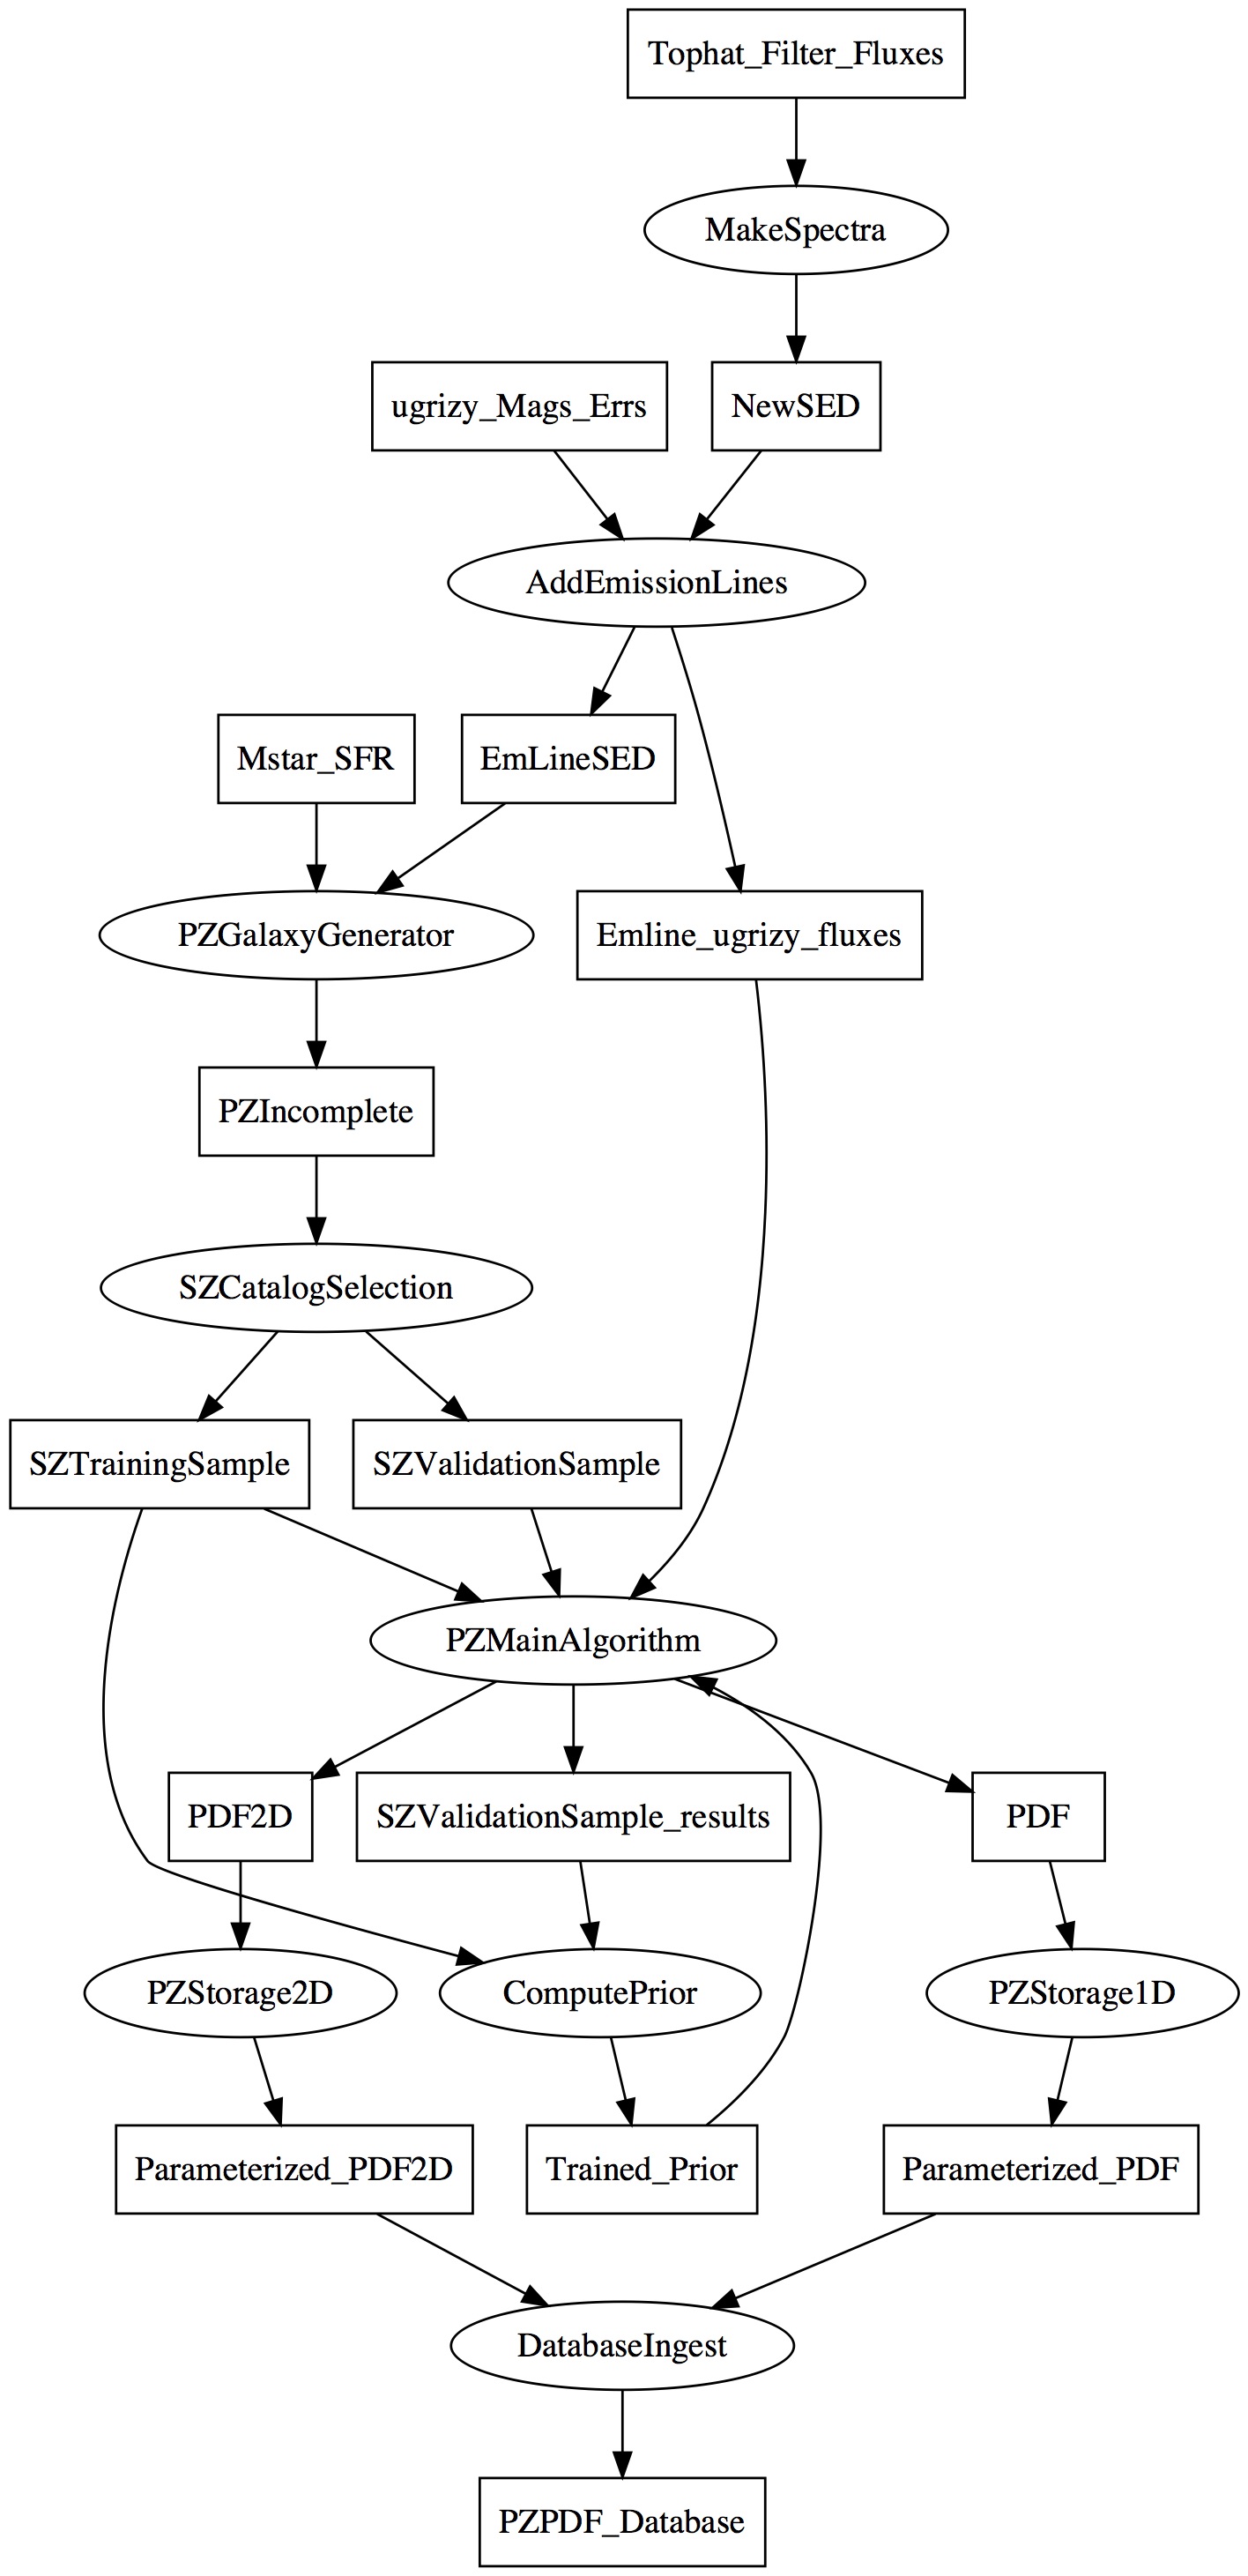 Tophat_Filter_Fluxes
MakeSpectra
ugrizy_Mags_Errs
NewSED
AddEmissionLines
Mstar_SFR
EmLineSED
PZGalaxyGenerator
Emline_ugrizy_fluxes
PZIncomplete
SZCatalogSelection
SZTrainingSample
SZValidationSample
PZMainAlgorithm
PDF2D
SZValidationSample_results
PDF
PZStorage2D
ComputePrior
PZStorage1D
Parameterized_PDF2D
Trained_Prior
Parameterized_PDF
DatabaseIngest
PZPDF_Database